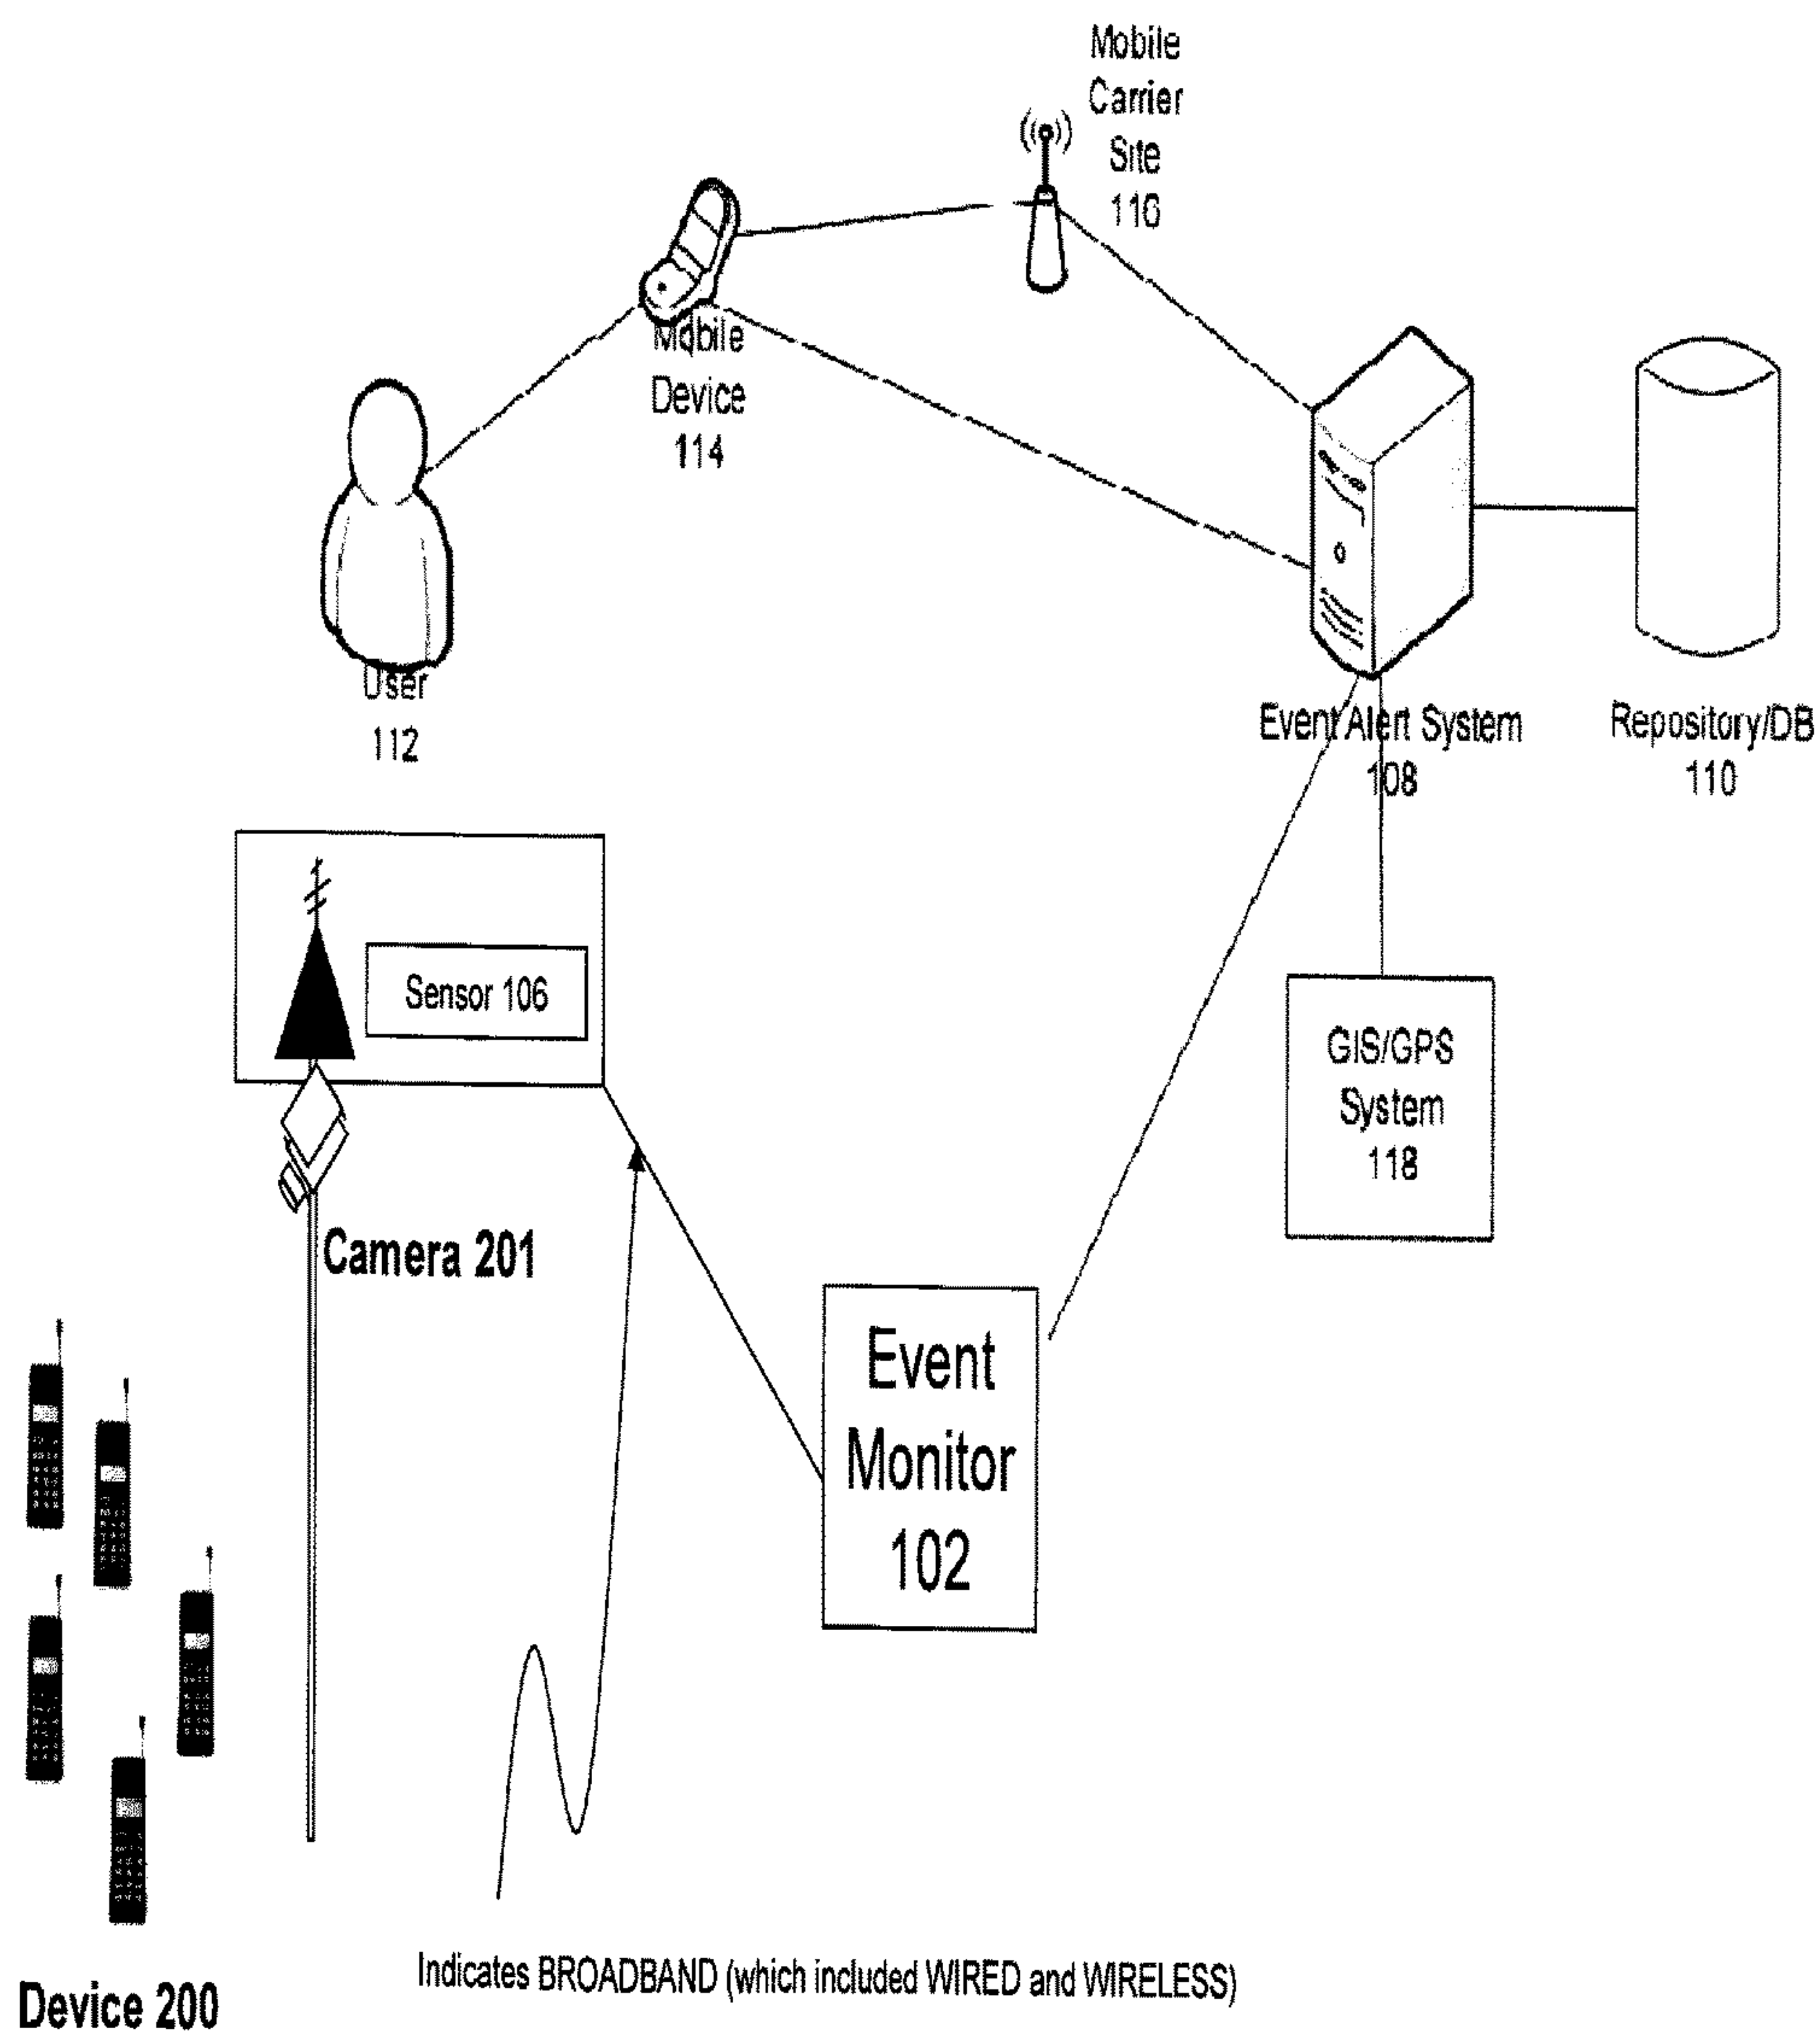 Mobile
Carrier
Site
116
Mobile
Device
114
User
112
Event Alert System
108
Repository/DB
110
Sensor 106
GIS/GPS
System
118
Camera 201
Event
Monitor
102
Indicates BROADBAND (which included WIRED and WIRELESS)
Device 200